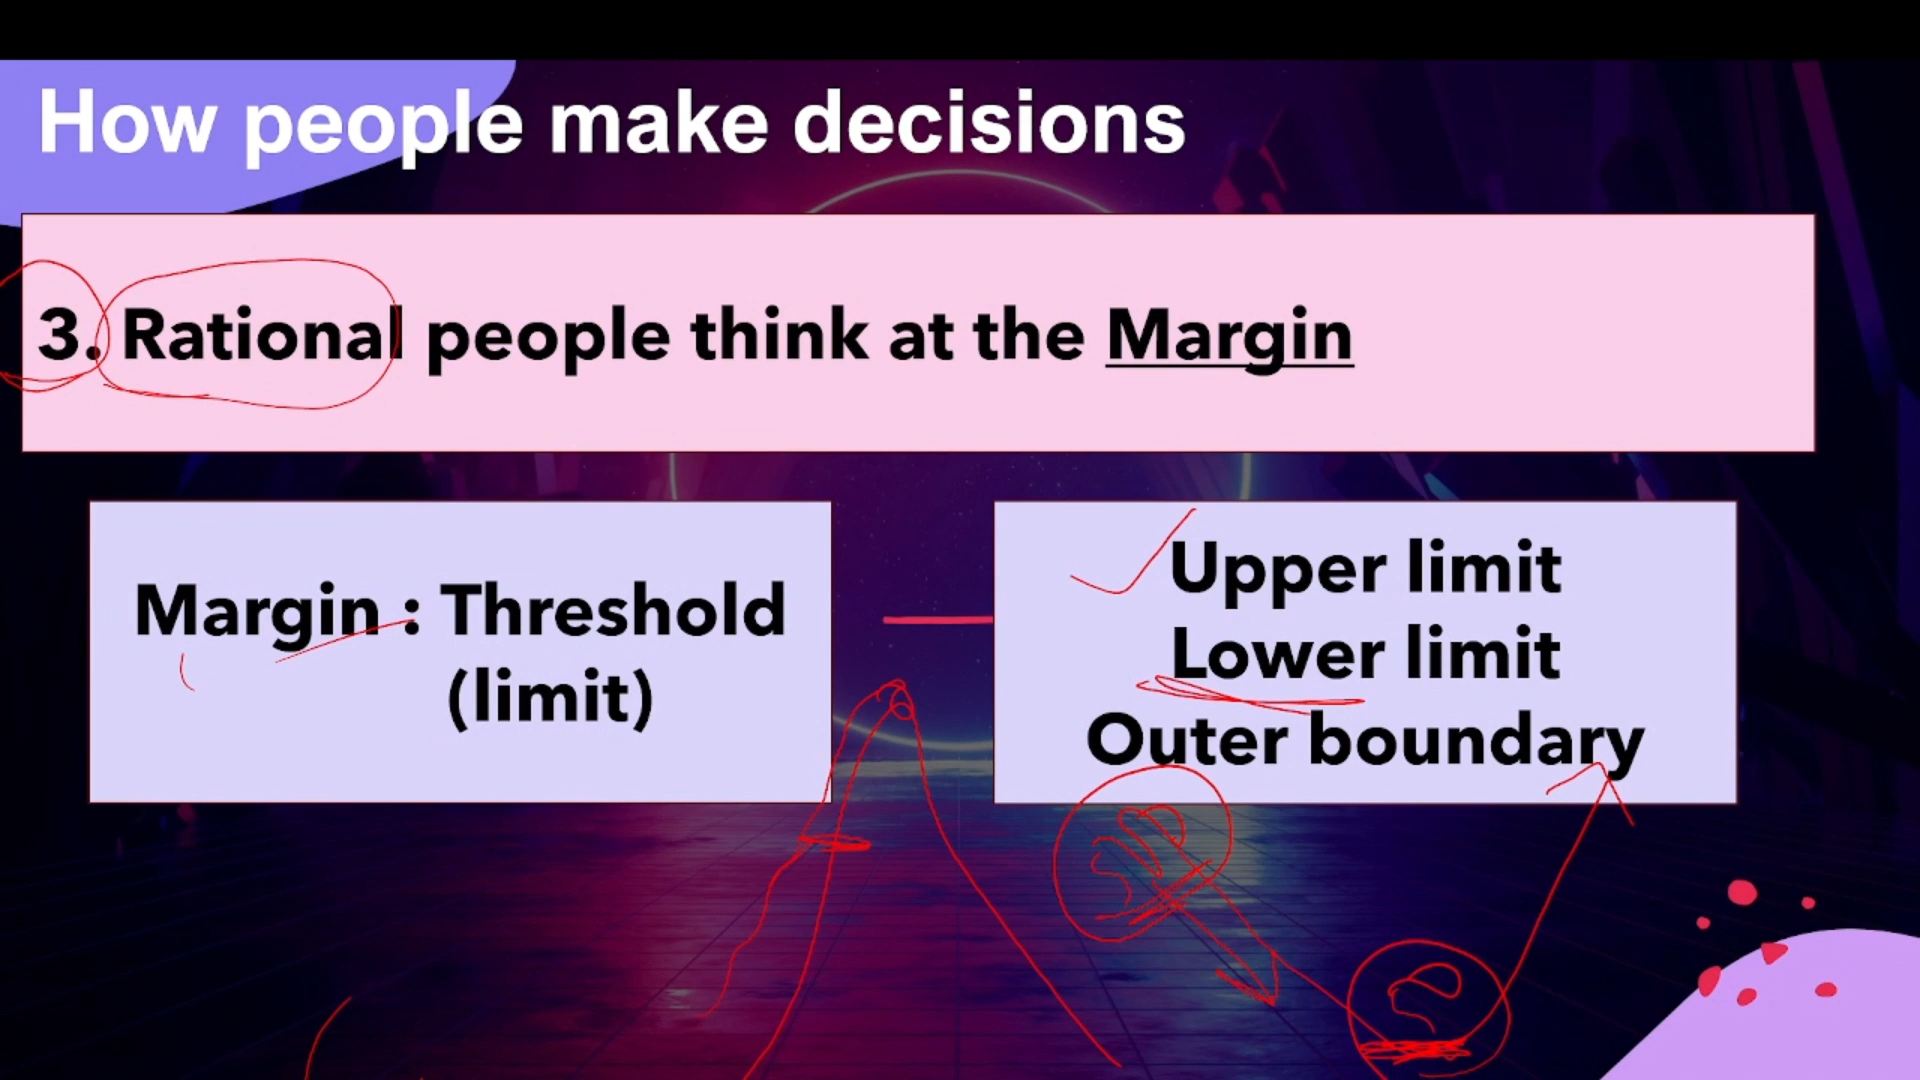 How people make decisions
3. Rational people think at the Margin
Margin : Threshold
(limit)
Upper limit
Lower limit
Outer boundary